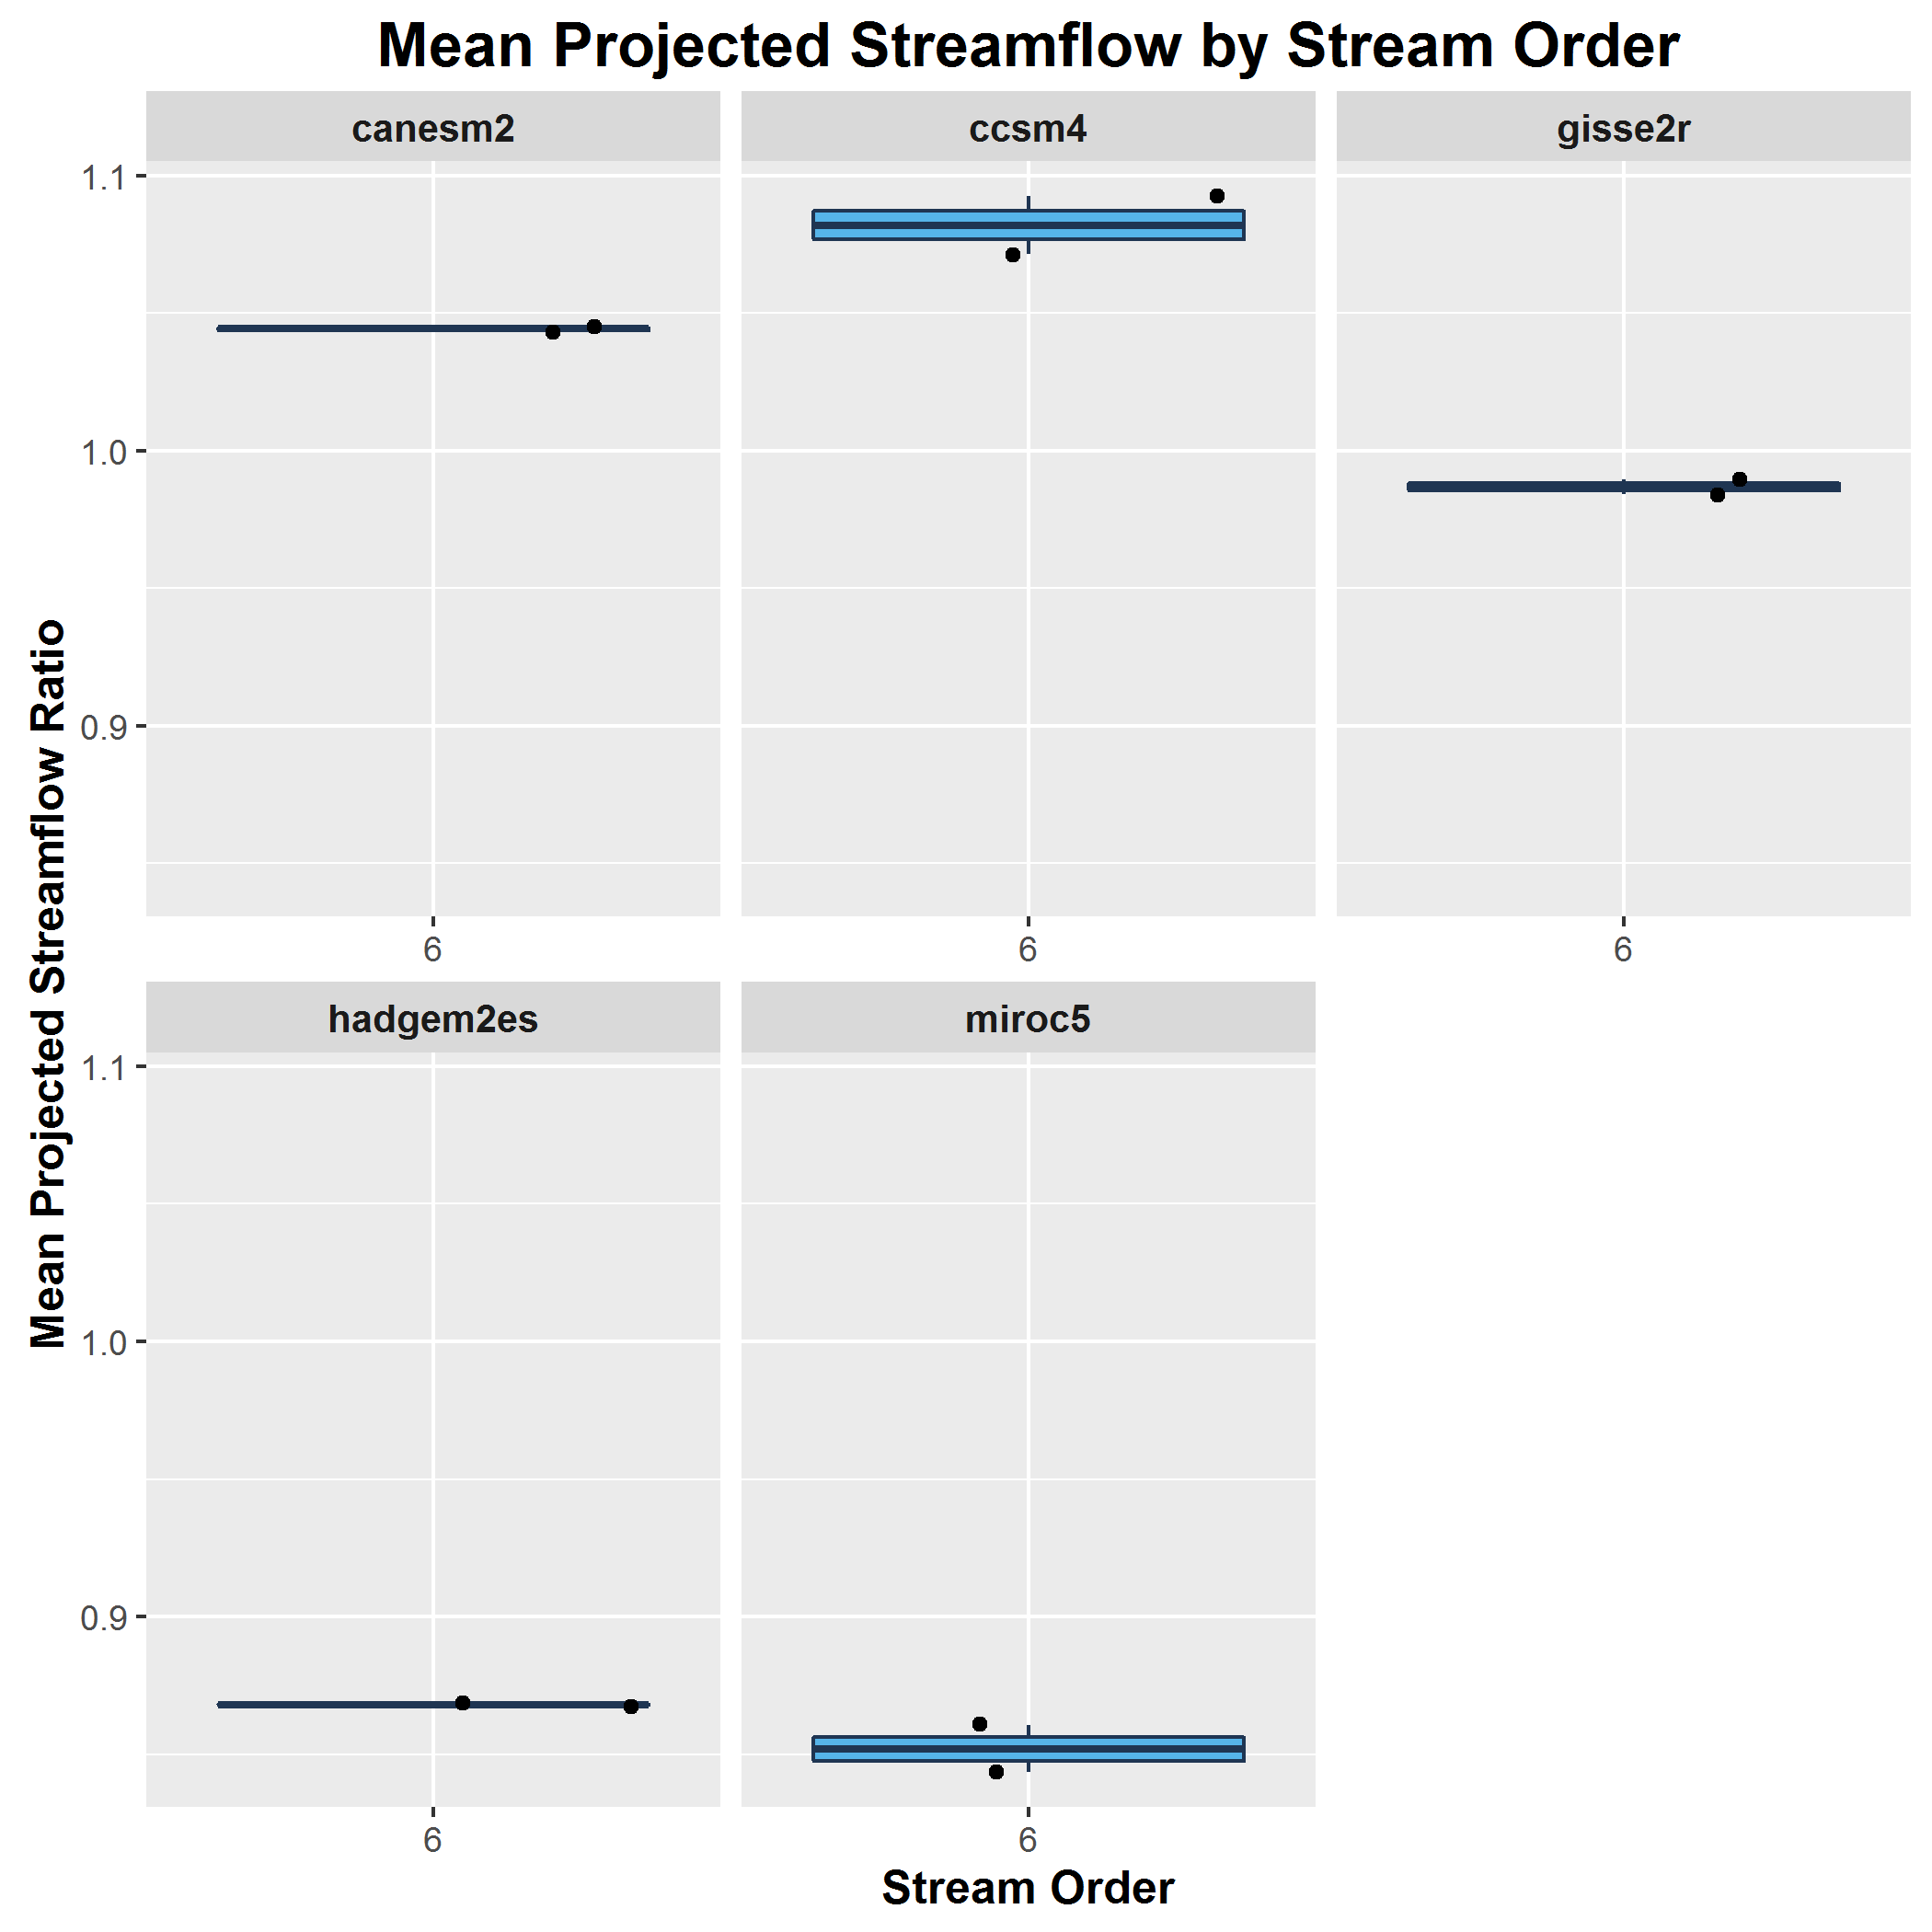 Mean Projected Streamflow by Stream Order
canesm2
ccsm4
gisse2r
1.1
1.0
0.9
6
6
6
Mean Projected Streamflow Ratio
hadgem2es
miroc5
1.1
1.0
0.9
6
6
Stream Order